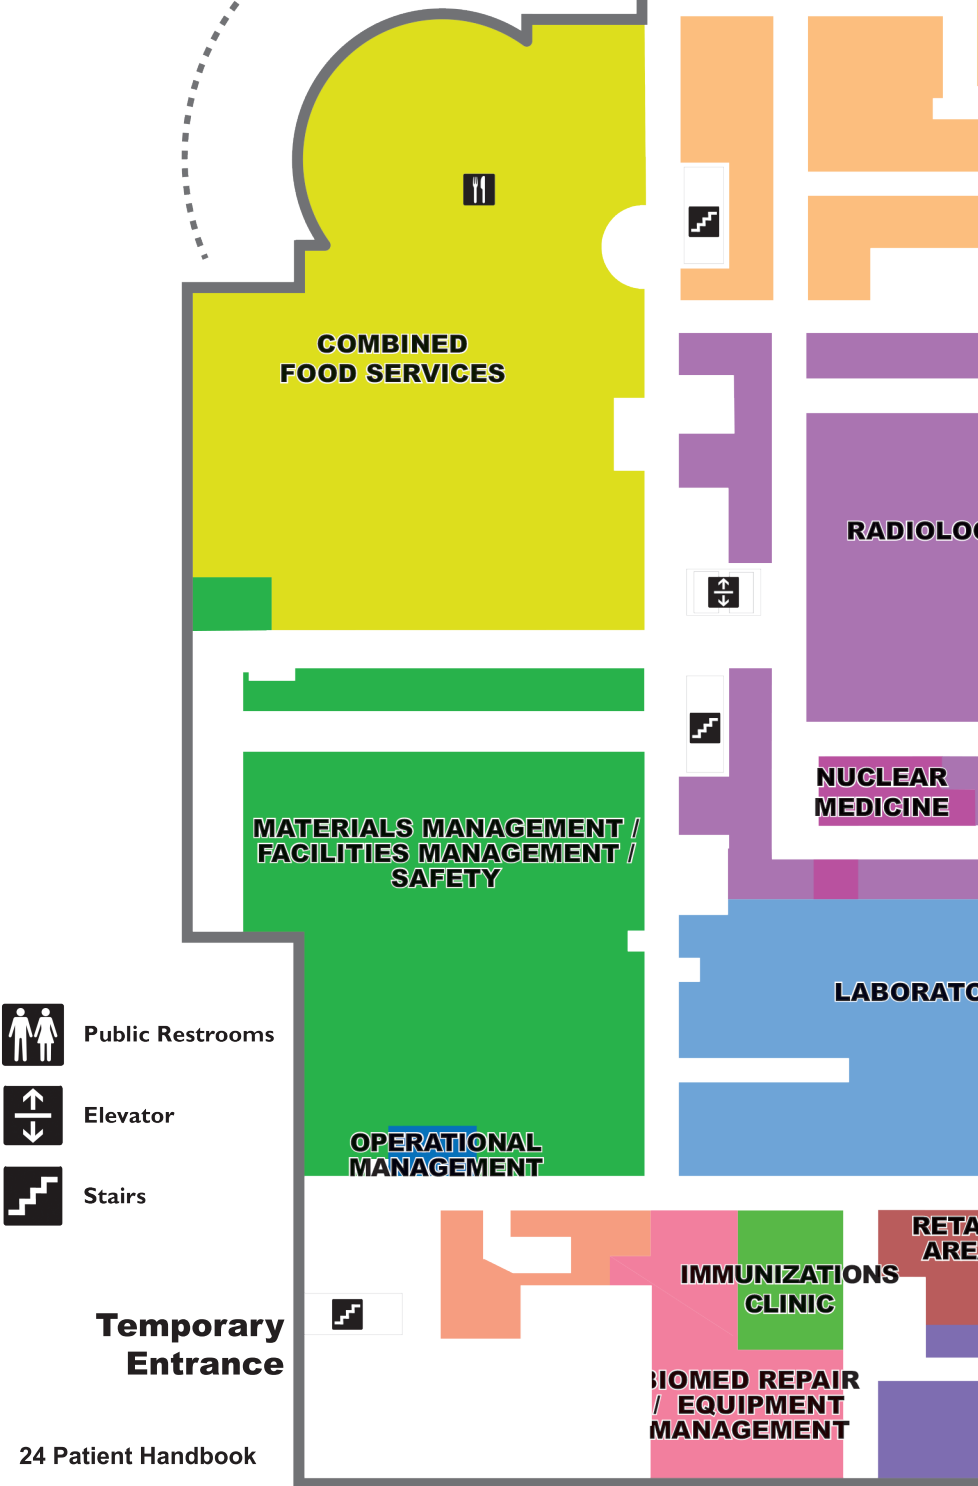 COMBINED
FOOD SERVICES
RADIOLOG
NUCLEAR
MEDICINE
MATERIALS MANAGEMENT /
FACILITIES MANAGEMENT /
SAFETY
LABORATO
Public Restrooms
Elevator
Stairs
OPERATIONAL
MANAGEMENT
RETA
ARE
IMMUNIZATIONS
CLINIC
Temporary
Entrance
BIOMED REPAIR
/ EQUIPMENT
MANAGEMENT
24 Patient Handbook